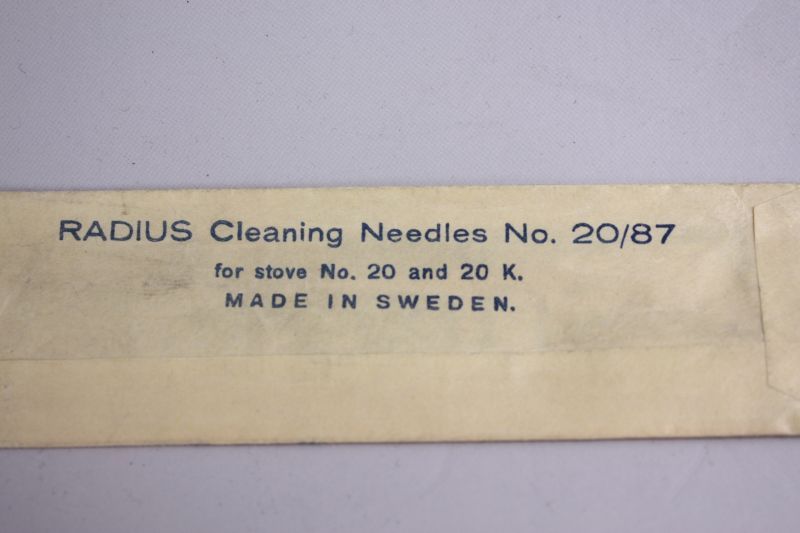 RADIUS Cleaning Needles No. 20/87
for stove No. 20 and 20 K.
MADE IN SWEDEN.